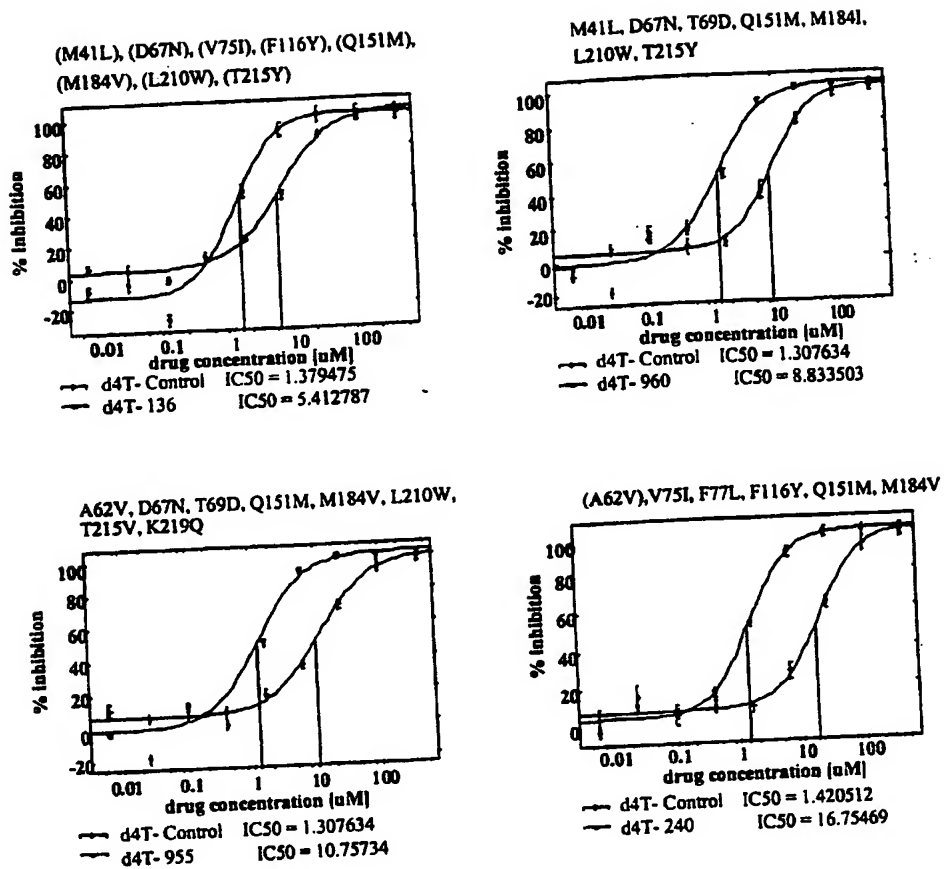 (M41L), (D67N), (V75I), (F116Y), (Q151M),
(M184V), (L210W), (T215Y)
100
80
60
40
20
0
-20
% inhibition
0.01 0.1 1 10 100
drug concentration [uM]
d4T- Control IC50 = 1.379475
d4T- 136 IC50 = 5.412787
M41L, D67N, T69D, Q151M, M184I,
L210W, T215Y
100
80
60
40
20
0
-20
% inhibition
0.01 0.1 1 10 100
drug concentration [uM]
d4T- Control IC50 = 1.307634
d4T- 960 IC50 = 8.833503
A62V, D67N, T69D, Q151M, M184V, L210W,
T215V, K219Q
100
80
60
40
20
0
-20
% inhibition
0.01 0.1 1 10 100
drug concentration [uM]
d4T- Control IC50 = 1.307634
d4T- 955 IC50 = 10.75734
(A62V),V75I, F77L, F116Y, Q151M, M184V
100
80
60
40
20
0
% inhibition
0.01 0.1 1 10 100
drug concentration [uM]
d4T- Control IC50 = 1.420512
d4T- 240 IC50 = 16.75469